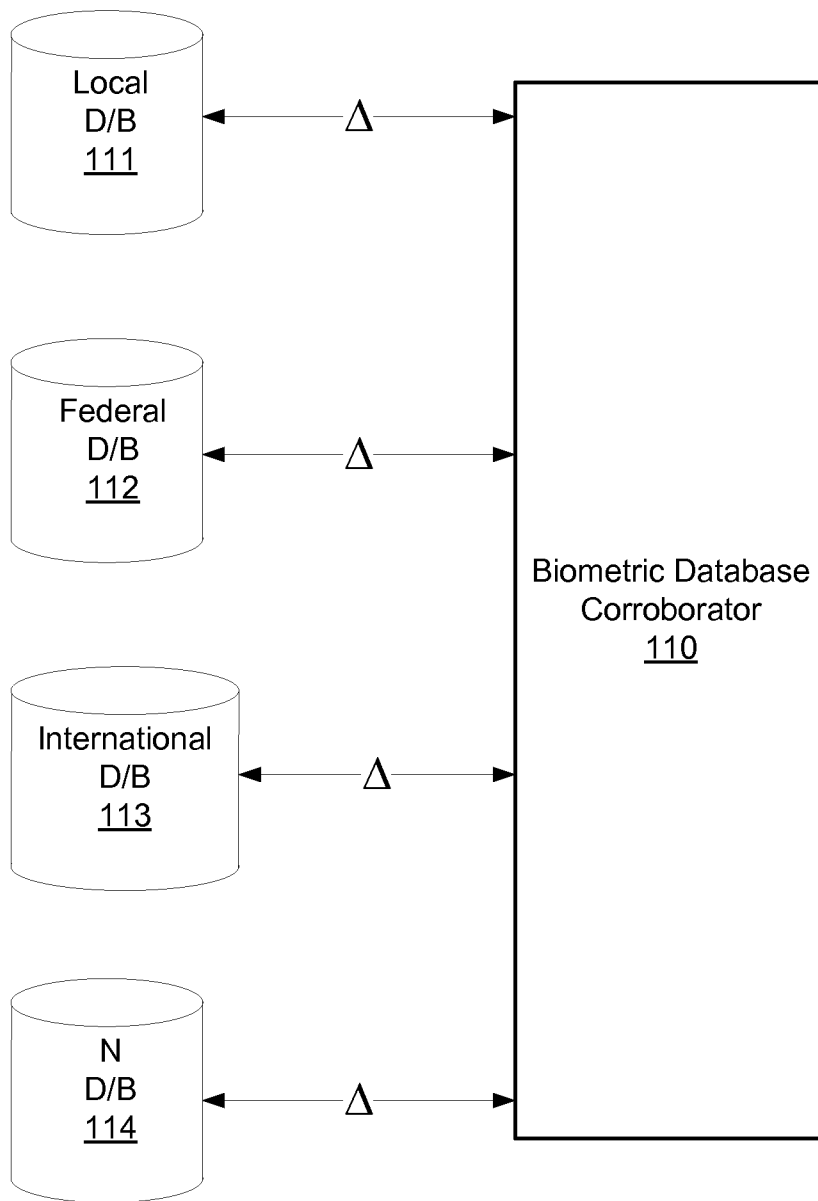 Local
D/B
111
Δ
Federal
D/B
112
Δ
International
D/B
113
Δ
N
D/B
114
Δ
Biometric Database
Corroborator
110